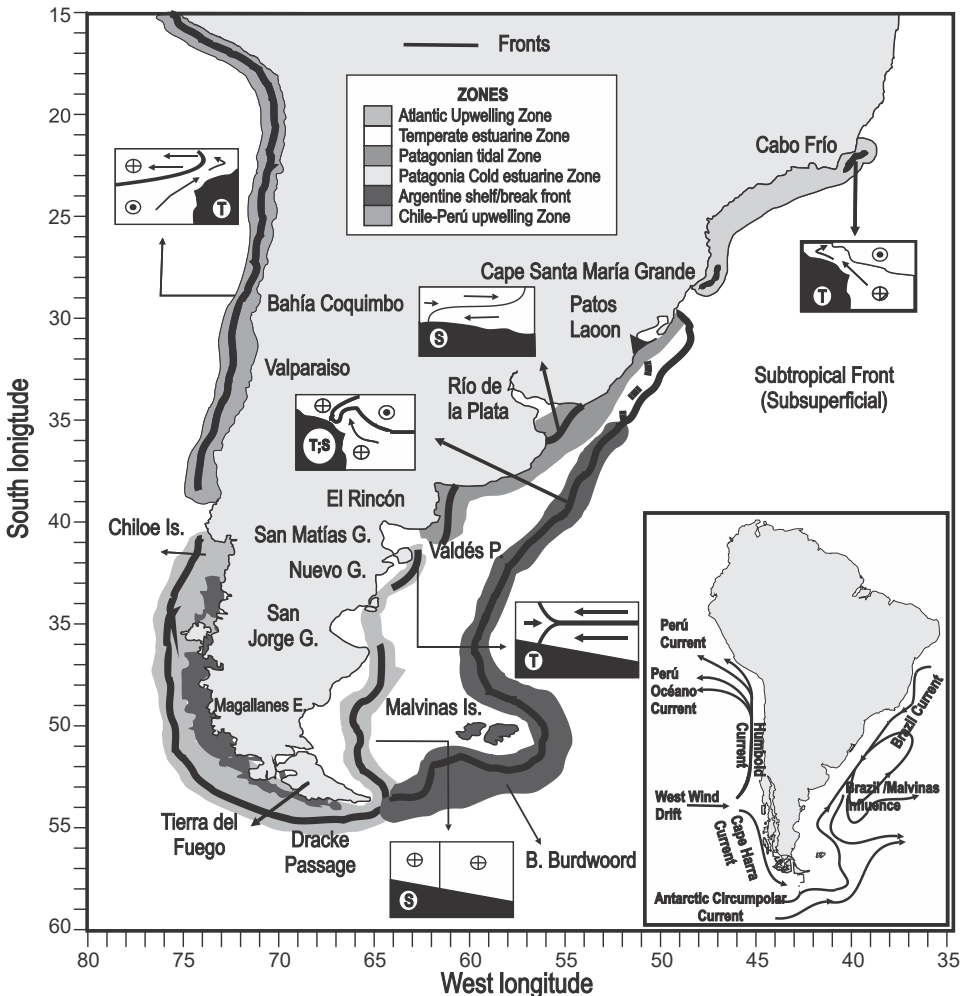 15
20
25
30
35
40
45
50
55
60
South lonigtude
80
75
70
65
60
55
50
45
40
35
West longitude
Fronts
ZONES
Atlantic Upwelling Zone
Temperate estuarine Zone
Patagonian tidal Zone
Patagonia Cold estuarine Zone
Argentine shelf/break front
Chile-Perú upwelling Zone
T
Cabo Frío
T
Cape Santa María Grande
Bahía Coquimbo
Patos
Laoon
S
Valparaiso
Subtropical Front
(Subsuperficial)
Río de
la Plata
T;S
El Rincón
Chiloe Is.
San Matías G.
Valdés P.
Nuevo G.
San
Jorge G.
T
Magallanes E.
Malvinas Is.
Tierra del
Fuego
Dracke
Passage
B. Burdwoord
S
Perú
Current
Perú
Océano
Current
Humbold
Current
Brazil Current
Brazil /Malvinas
Influence
West Wind
Drift
Cape Harra
Current
Antarctic Circumpolar
Current